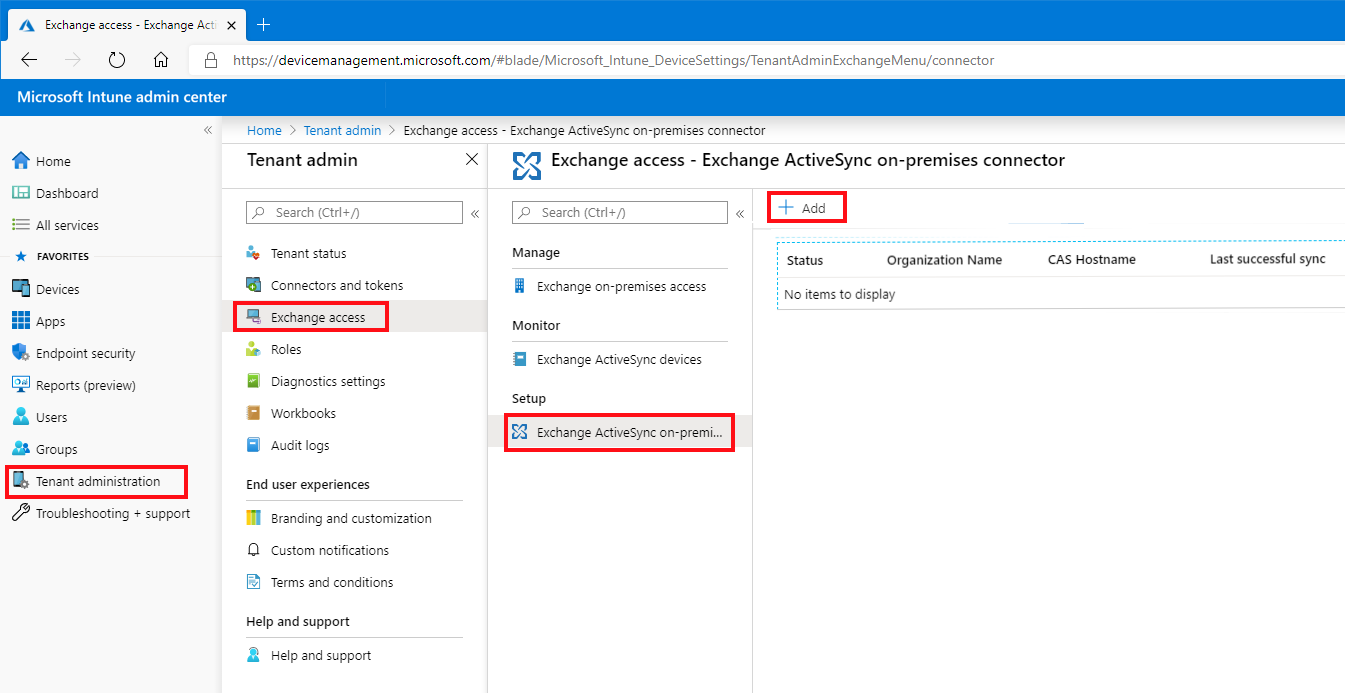 Exchange access - Exchange Acti
https://devicemanagement.microsoft.com/#blade/Microsoft_Intune_DeviceSettings/TenantAdminExchangeMenu/connector
Microsoft Intune admin center
Home
Dashboard
All services
FAVORITES
Devices
Apps
Endpoint security
Reports (preview)
Users
Groups
Tenant administration
Troubleshooting + support
Home > Tenant admin > Exchange access - Exchange ActiveSync on-premises connector
Tenant admin
Search (Ctrl+/)
Tenant status
Connectors and tokens
Exchange access
Roles
Diagnostics settings
Workbooks
Audit logs
End user experiences
Branding and customization
Custom notifications
Terms and conditions
Help and support
Help and support
Exchange access - Exchange ActiveSync on-premises connector
Search (Ctrl+/)
Manage
Exchange on-premises access
Monitor
Exchange ActiveSync devices
Setup
Exchange ActiveSync on-premi...
Add
Status Organization Name CAS Hostname Last successful sync
No items to display